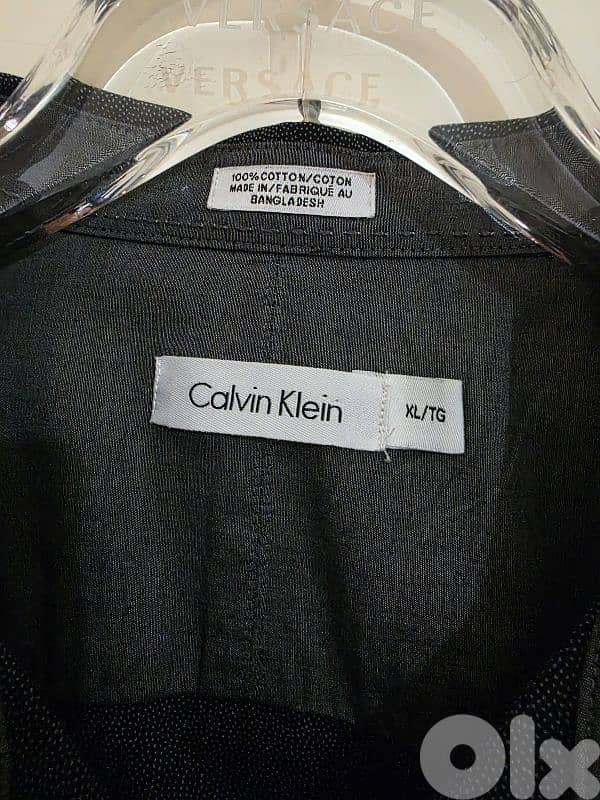 VERSACE
VERSACE
100% COTTON/COTON
MADE IN/FABRIQUÉ AU
BANGLADESH
Calvin Klein
XL/TG
Olx